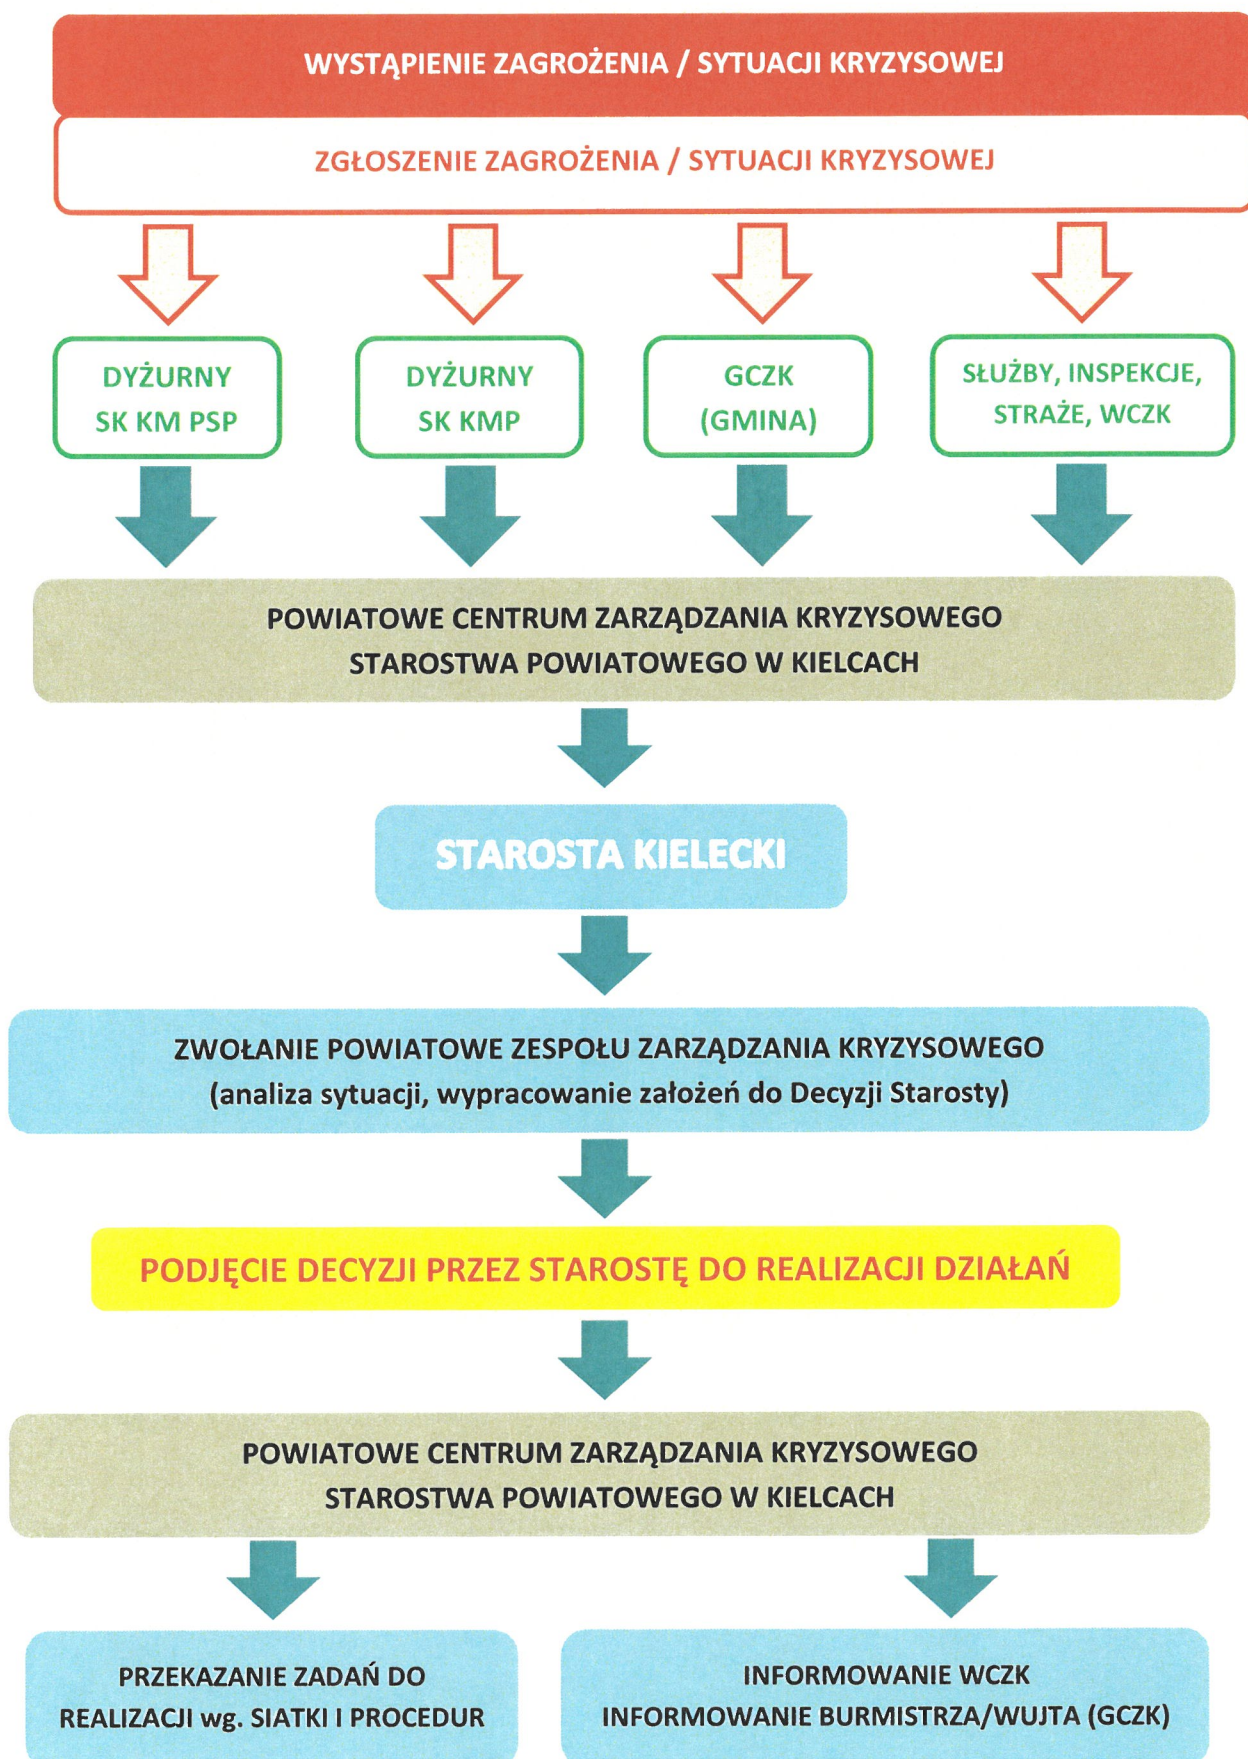 WYSTĄPIENIE ZAGROŻENIA / SYTUACJI KRYZYSOWEJ
ZGŁOSZENIE ZAGROŻENIA / SYTUACJI KRYZYSOWEJ
DYŻURNY
SK KM PSP
DYŻURNY
SK KMP
GCZK
(GMINA)
SŁUŻBY, INSPEKCJE,
STRAŻE, WCZK
POWIATOWE CENTRUM ZARZĄDZANIA KRYZYSOWEGO
STAROSTWA POWIATOWEGO W KIELCACH
STAROSTA KIELECKI
ZWOŁANIE POWIATOWE ZESPOŁU ZARZĄDZANIA KRYZYSOWEGO
(analiza sytuacji, wypracowanie założeń do Decyzji Starosty)
PODJĘCIE DECYZJI PRZEZ STAROSTĘ DO REALIZACJI DZIAŁAŃ
POWIATOWE CENTRUM ZARZĄDZANIA KRYZYSOWEGO
STAROSTWA POWIATOWEGO W KIELCACH
PRZEKAZANIE ZADAŃ DO
REALIZACJI wg. SIATKI I PROCEDUR
INFORMOWANIE WCZK
INFORMOWANIE BURMISTRZA/WUJTA (GCZK)